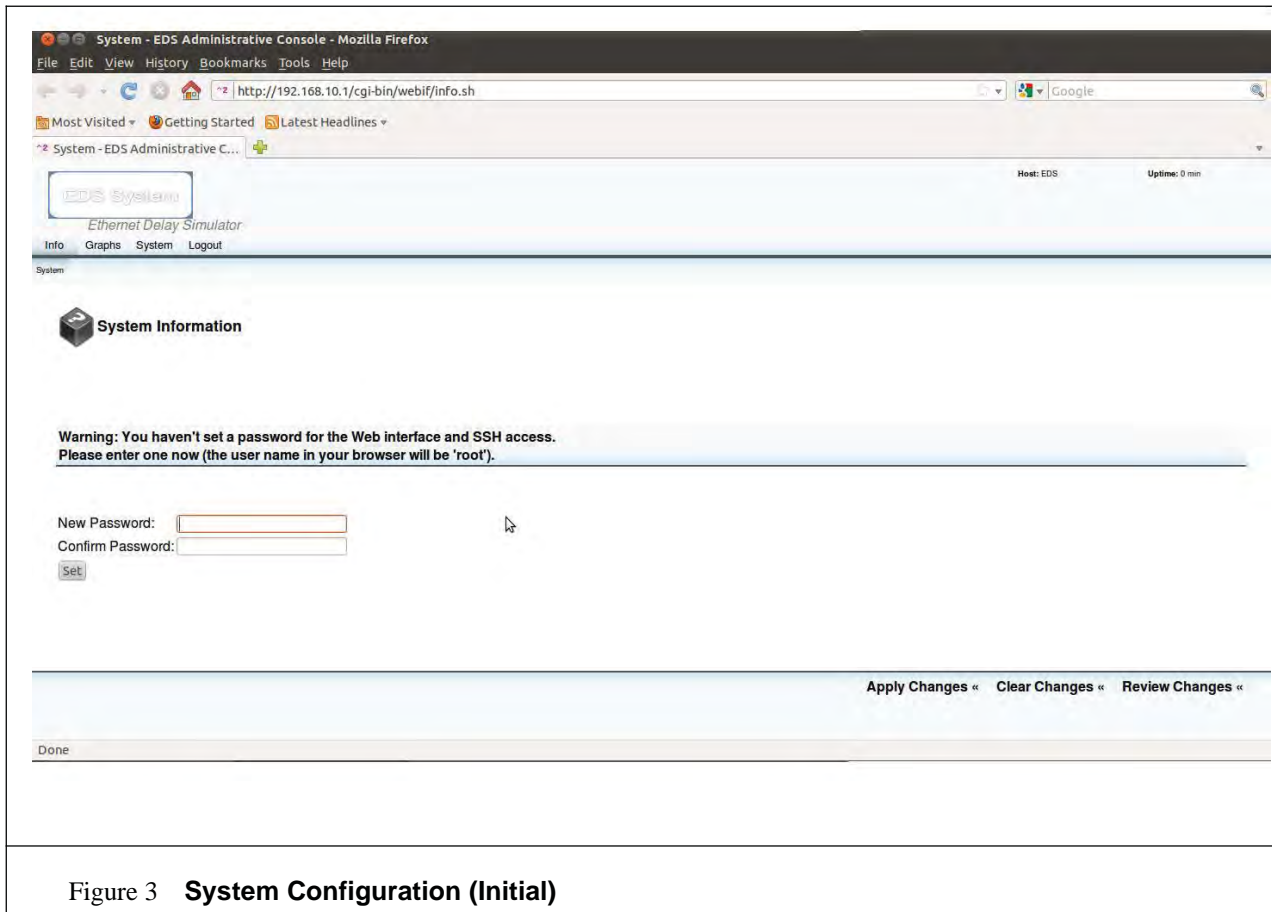 System - EDS Administrative Console - Mozilla Firefox
File Edit View History Bookmarks Tools Help
^2 http://192.168.10.1/cgi-bin/webif/info.sh Google
Most Visited Getting Started Latest Headlines
^2 System - EDS Administrative C...
Host: EDS Uptime: 0 min
EDS System
Ethernet Delay Simulator
Info Graphs System Logout
System
System Information
Warning: You haven't set a password for the Web interface and SSH access.
Please enter one now (the user name in your browser will be 'root').
New Password:
Confirm Password:
Set
Apply Changes « Clear Changes « Review Changes «
Done
Figure 3 System Configuration (Initial)